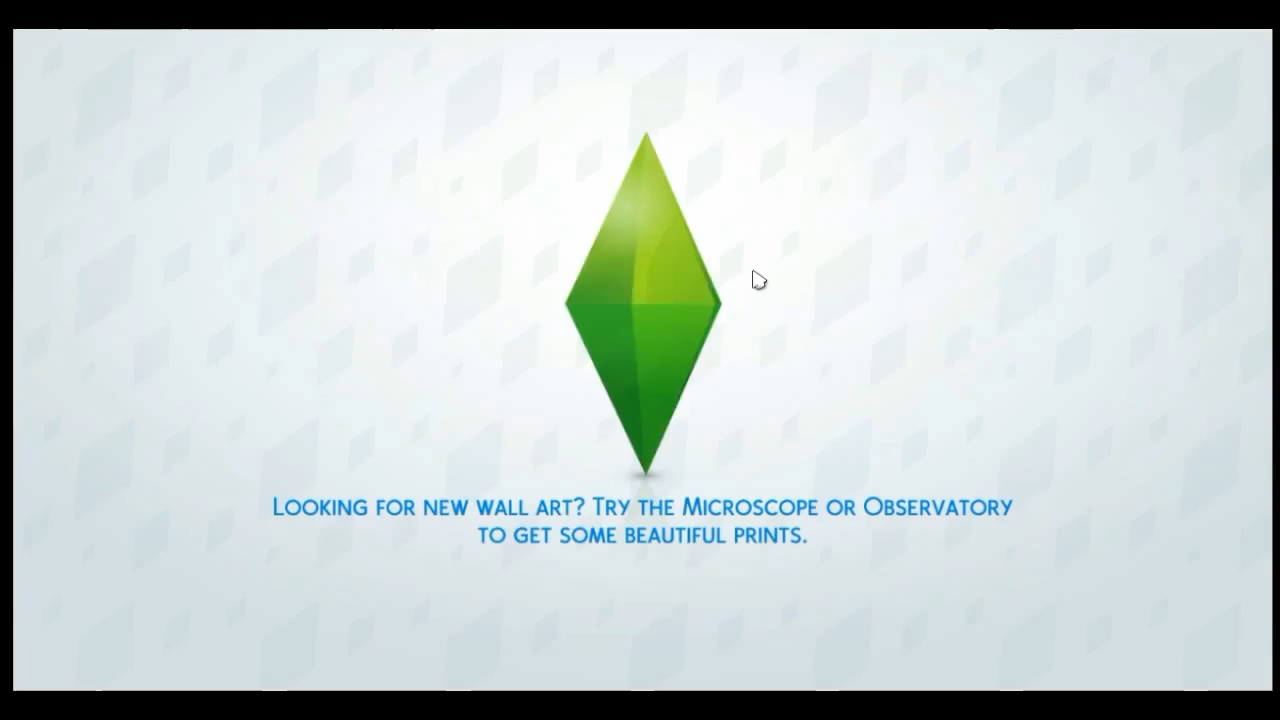 Looking for new wall art? Try the Microscope or Observatory
to get some beautiful prints.